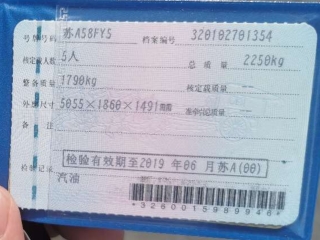 号牌号码 苏A58FY5 档案编号 320102701354
核定载人数 5人 总质量 2250kg
整备质量 1790kg 核定载质量 --
外廓尺寸 5055×1860×1491mm 准牵引总质量 --
备注
检验有效期至2019年06月苏A(00)
检验记录
汽油
*3260015989946*